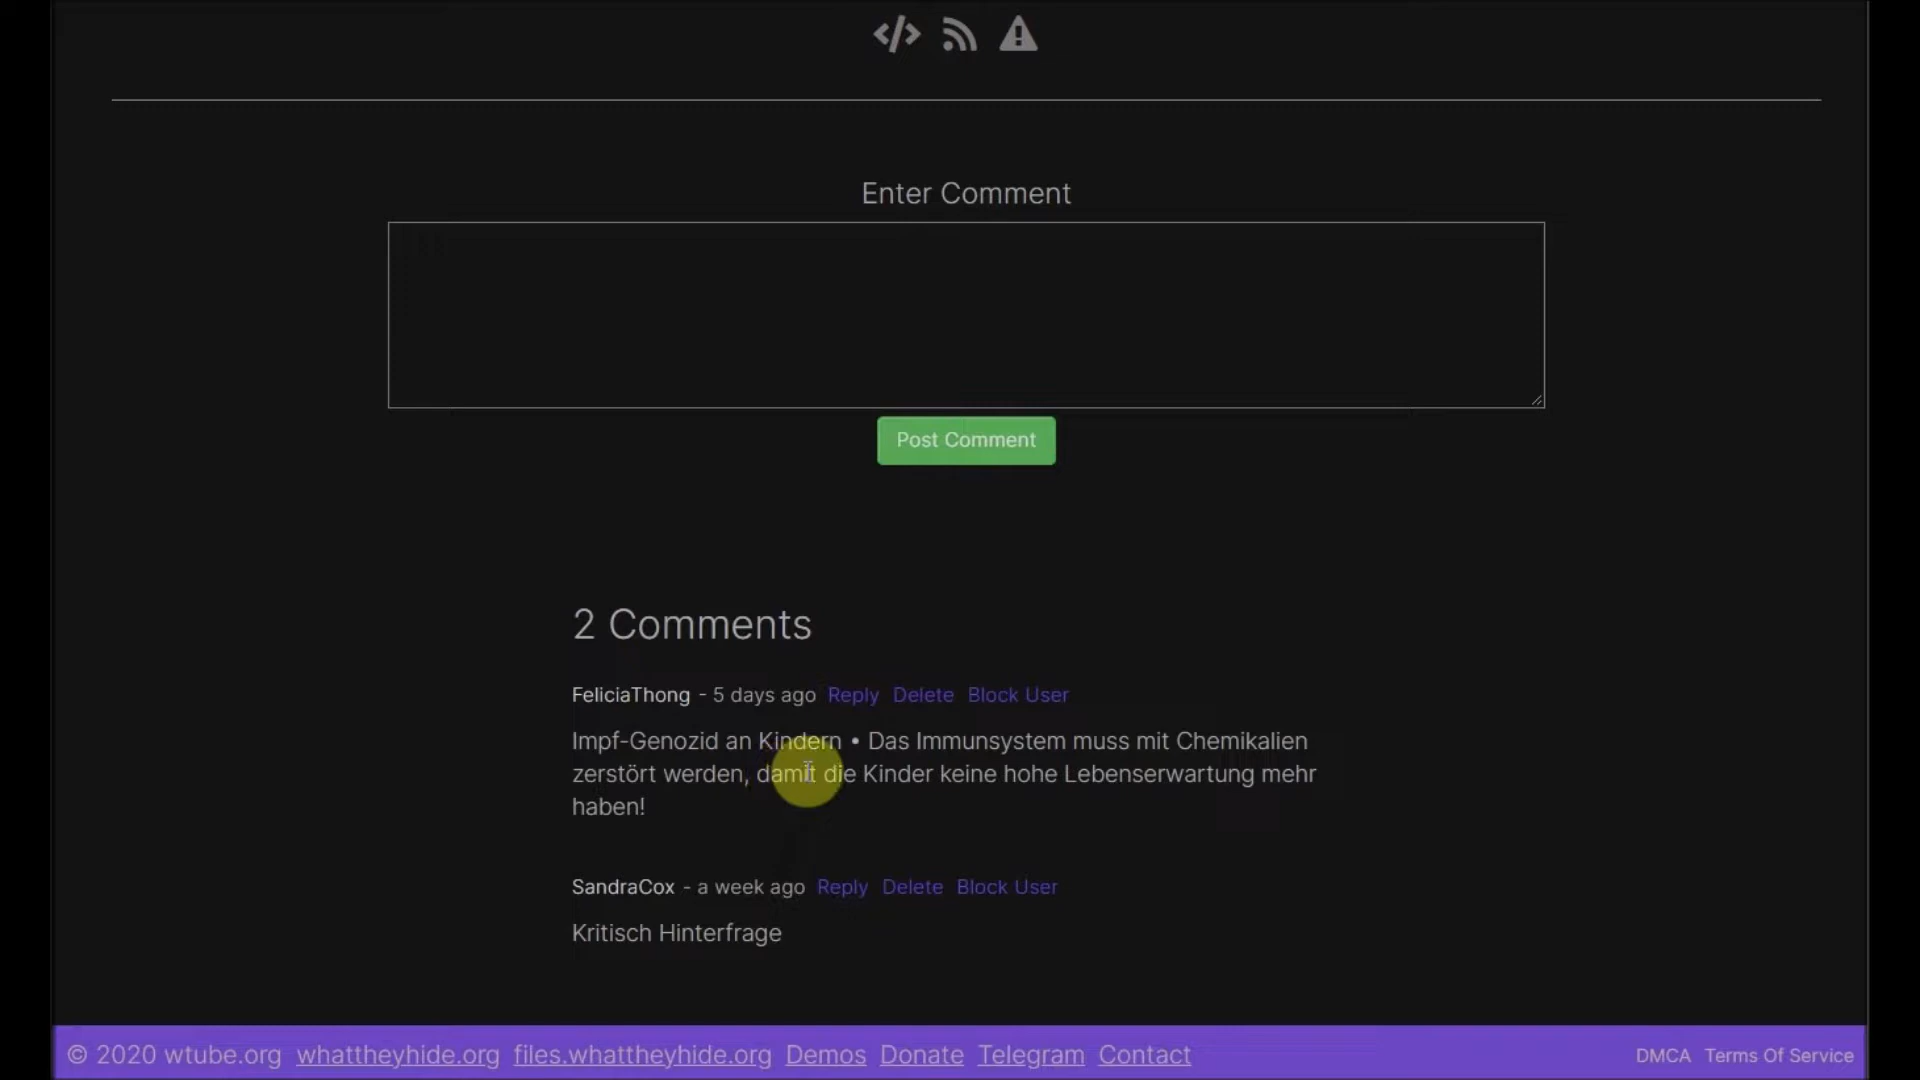 Enter Comment
Post Comment
2 Comments
FeliciaThong - 5 days ago Reply Delete Block User
Impf-Genozid an Kindern • Das Immunsystem muss mit Chemikalien
zerstört werden, damit die Kinder keine hohe Lebenserwartung mehr
haben!
SandraCox - a week ago Reply Delete Block User
Kritisch Hinterfrage
© 2020 wtube.org whattheyhide.org files.whattheyhide.org Demos Donate Telegram Contact DMCA Terms Of Service